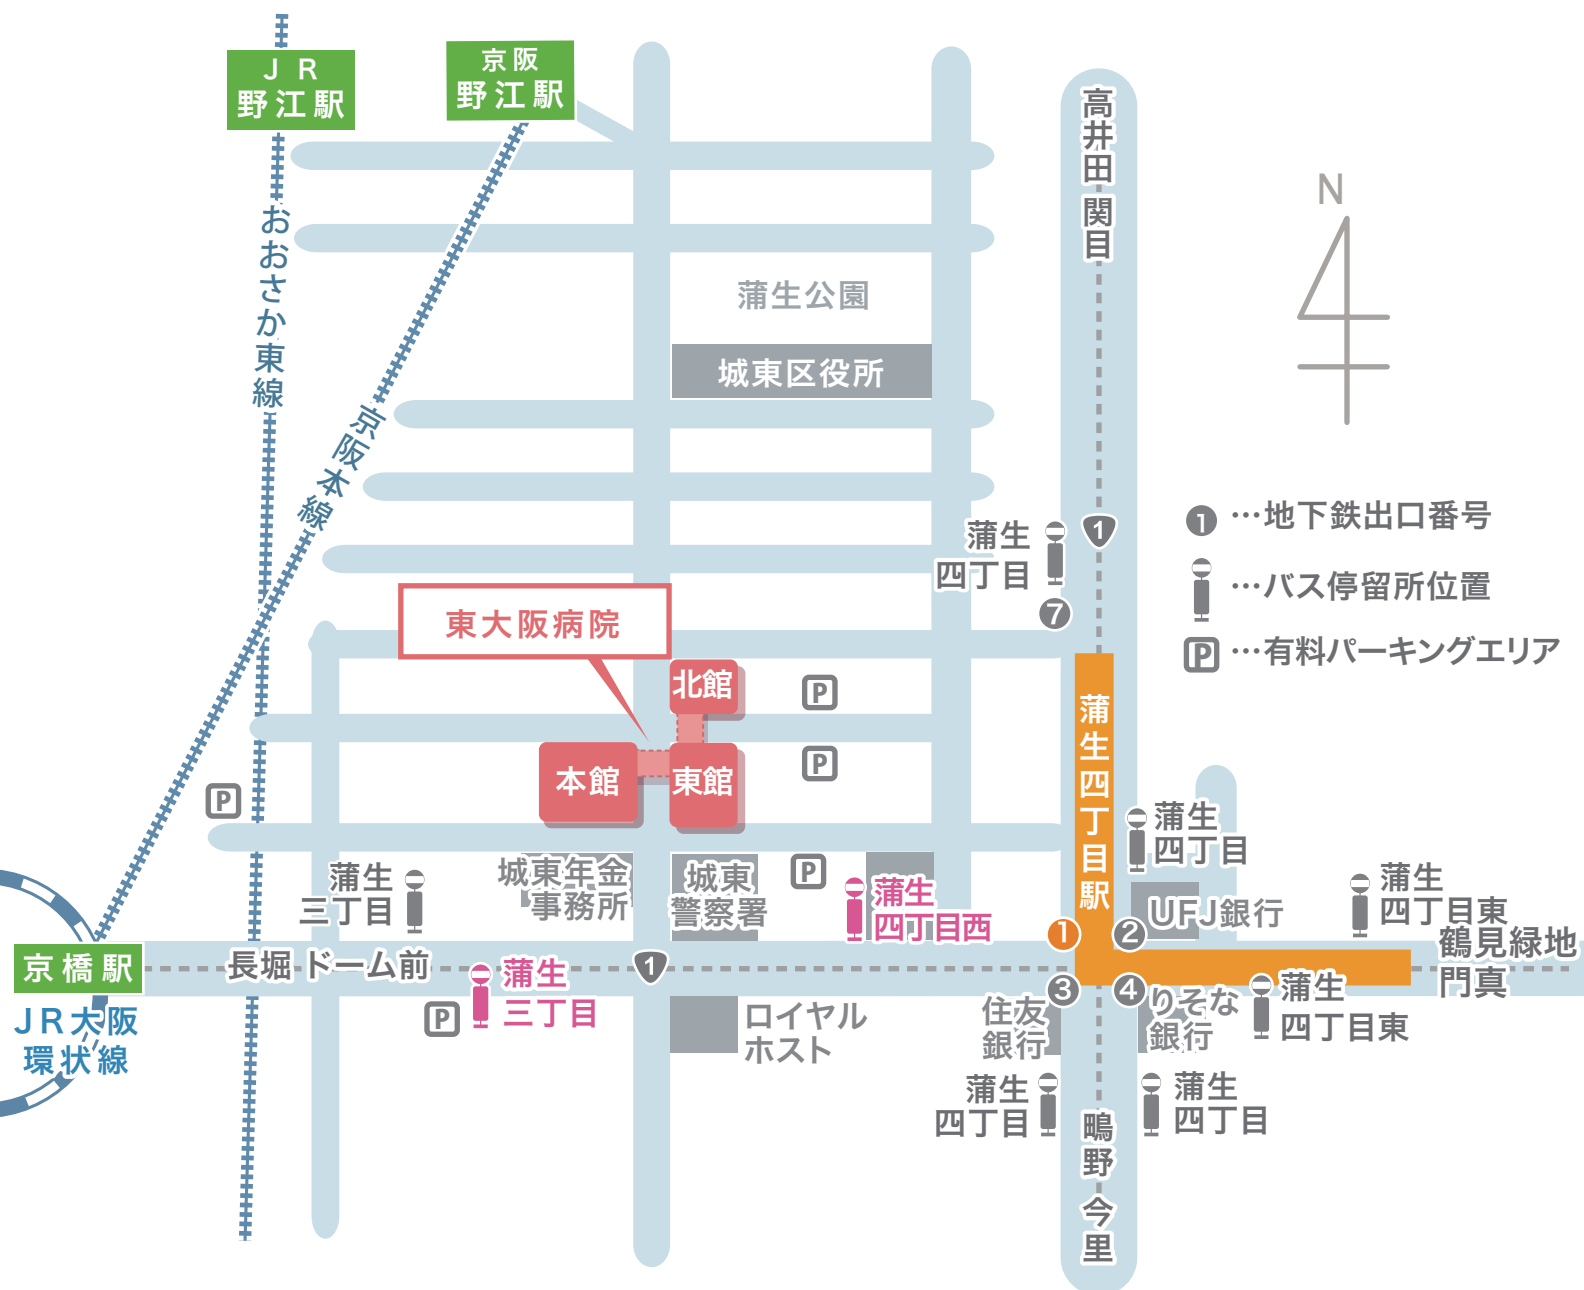 ＪＲ
野江駅
京阪
野江駅
高井田 関目
N
おおさか東線
蒲生公園
城東区役所
京阪本線
1
蒲生
四丁目
1
…地下鉄出口番号
…バス停留所位置
P
…有料パーキングエリア
7
東大阪病院
北館
本館
東館
P
P
P
蒲生四丁目駅
蒲生
四丁目
城東年金
事務所
城東
警察署
P
蒲生
四丁目西
蒲生
三丁目
UFJ銀行
蒲生
四丁目東
1
2
3
4
京橋駅
長堀 ドーム前
1
蒲生
三丁目
P
鶴見緑地
門真
ＪＲ大阪
環状線
ロイヤル
ホスト
住友
銀行
りそな
銀行
蒲生
四丁目東
蒲生
四丁目
蒲生
四丁目
鴫野 今里